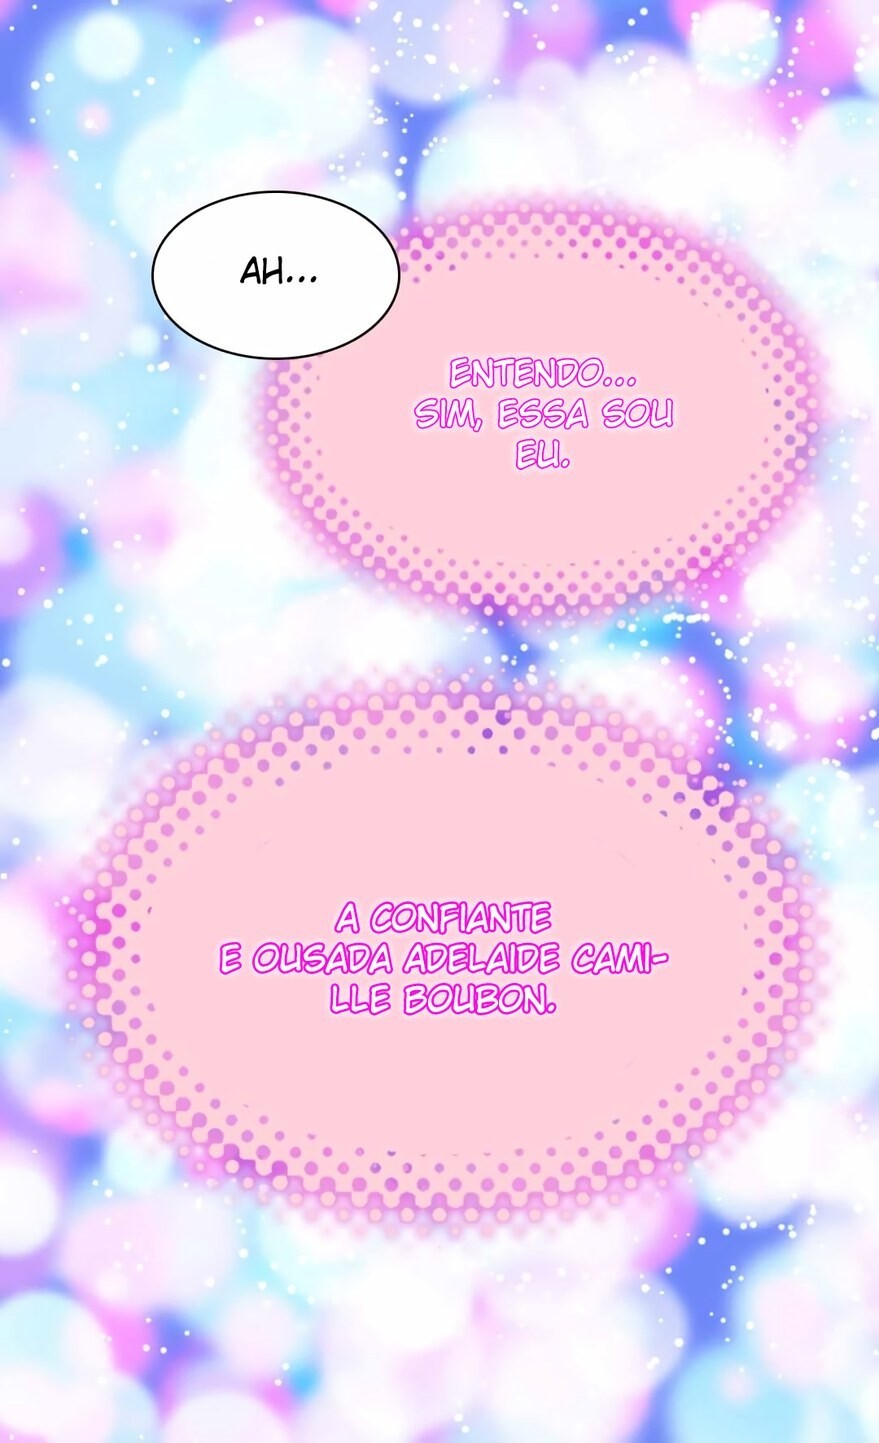 AH...
ENTENDO...
SIM, ESSA SOU
EU.
A CONFIANTE
E OUSADA ADELAIDE CAMI-
LLE BOUBON.